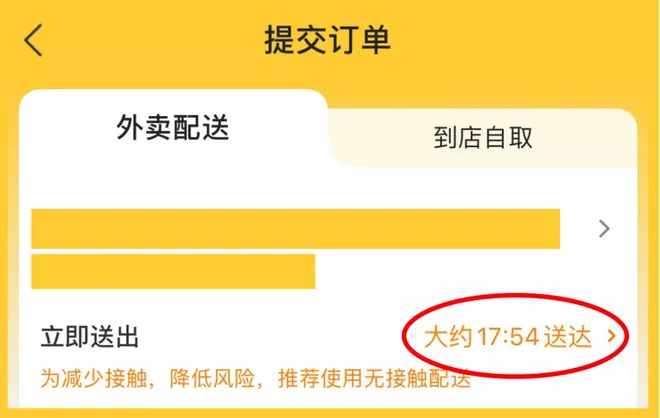 提交订单
外卖配送
到店自取
立即送出
大约17:54送达
为减少接触，降低风险，推荐使用无接触配送